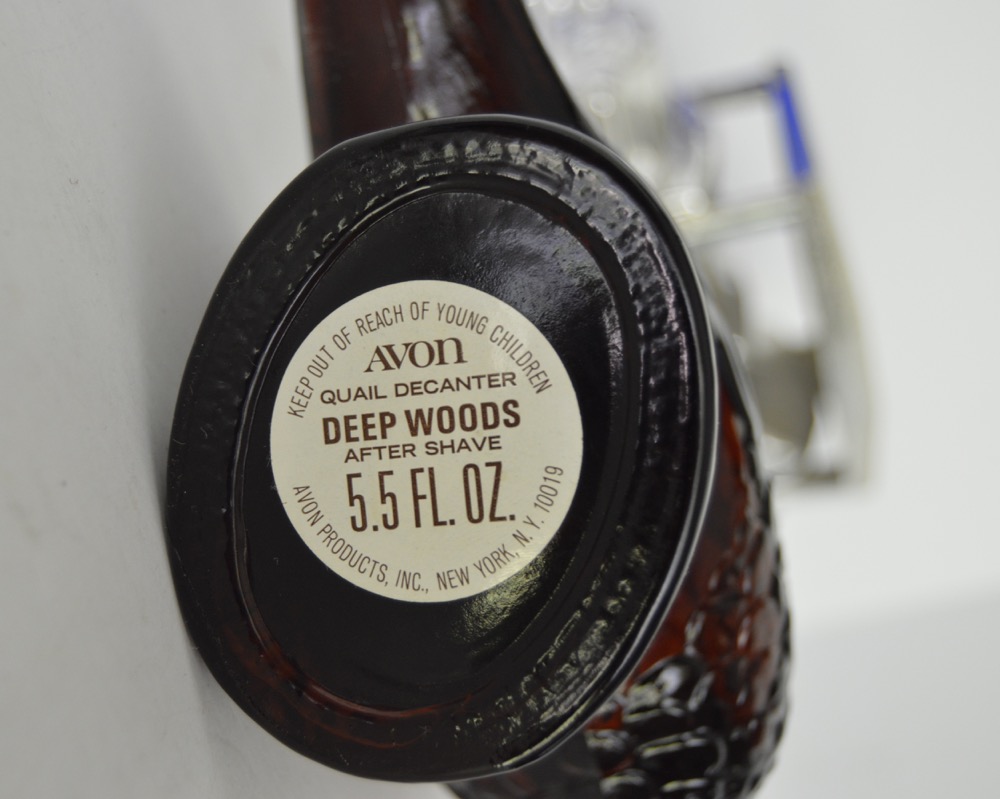 KEEP OUT OF REACH OF YOUNG CHILDREN
AVON
QUAIL DECANTER
DEEP WOODS
AFTER SHAVE
5.5 FL. OZ.
AVON PRODUCTS, INC., NEW YORK, N.Y. 10019